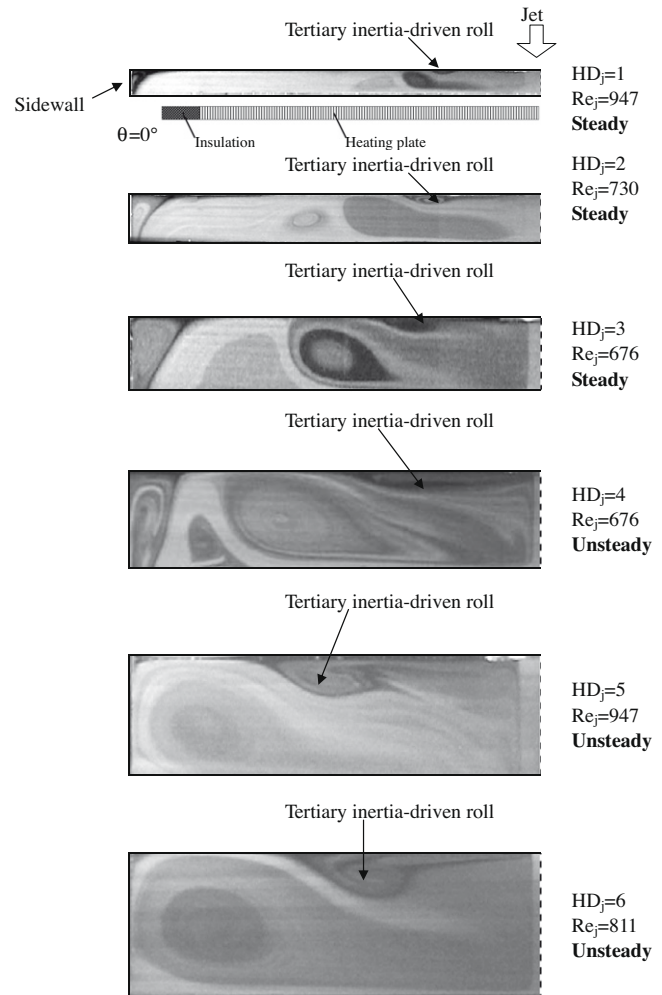 Jet
Tertiary inertia-driven roll
HDj=1
Rej=947
Steady
Sidewall
θ=0°
Insulation
Heating plate
Tertiary inertia-driven roll
HDj=2
Rej=730
Steady
Tertiary inertia-driven roll
HDj=3
Rej=676
Steady
Tertiary inertia-driven roll
HDj=4
Rej=676
Unsteady
Tertiary inertia-driven roll
HDj=5
Rej=947
Unsteady
Tertiary inertia-driven roll
HDj=6
Rej=811
Unsteady